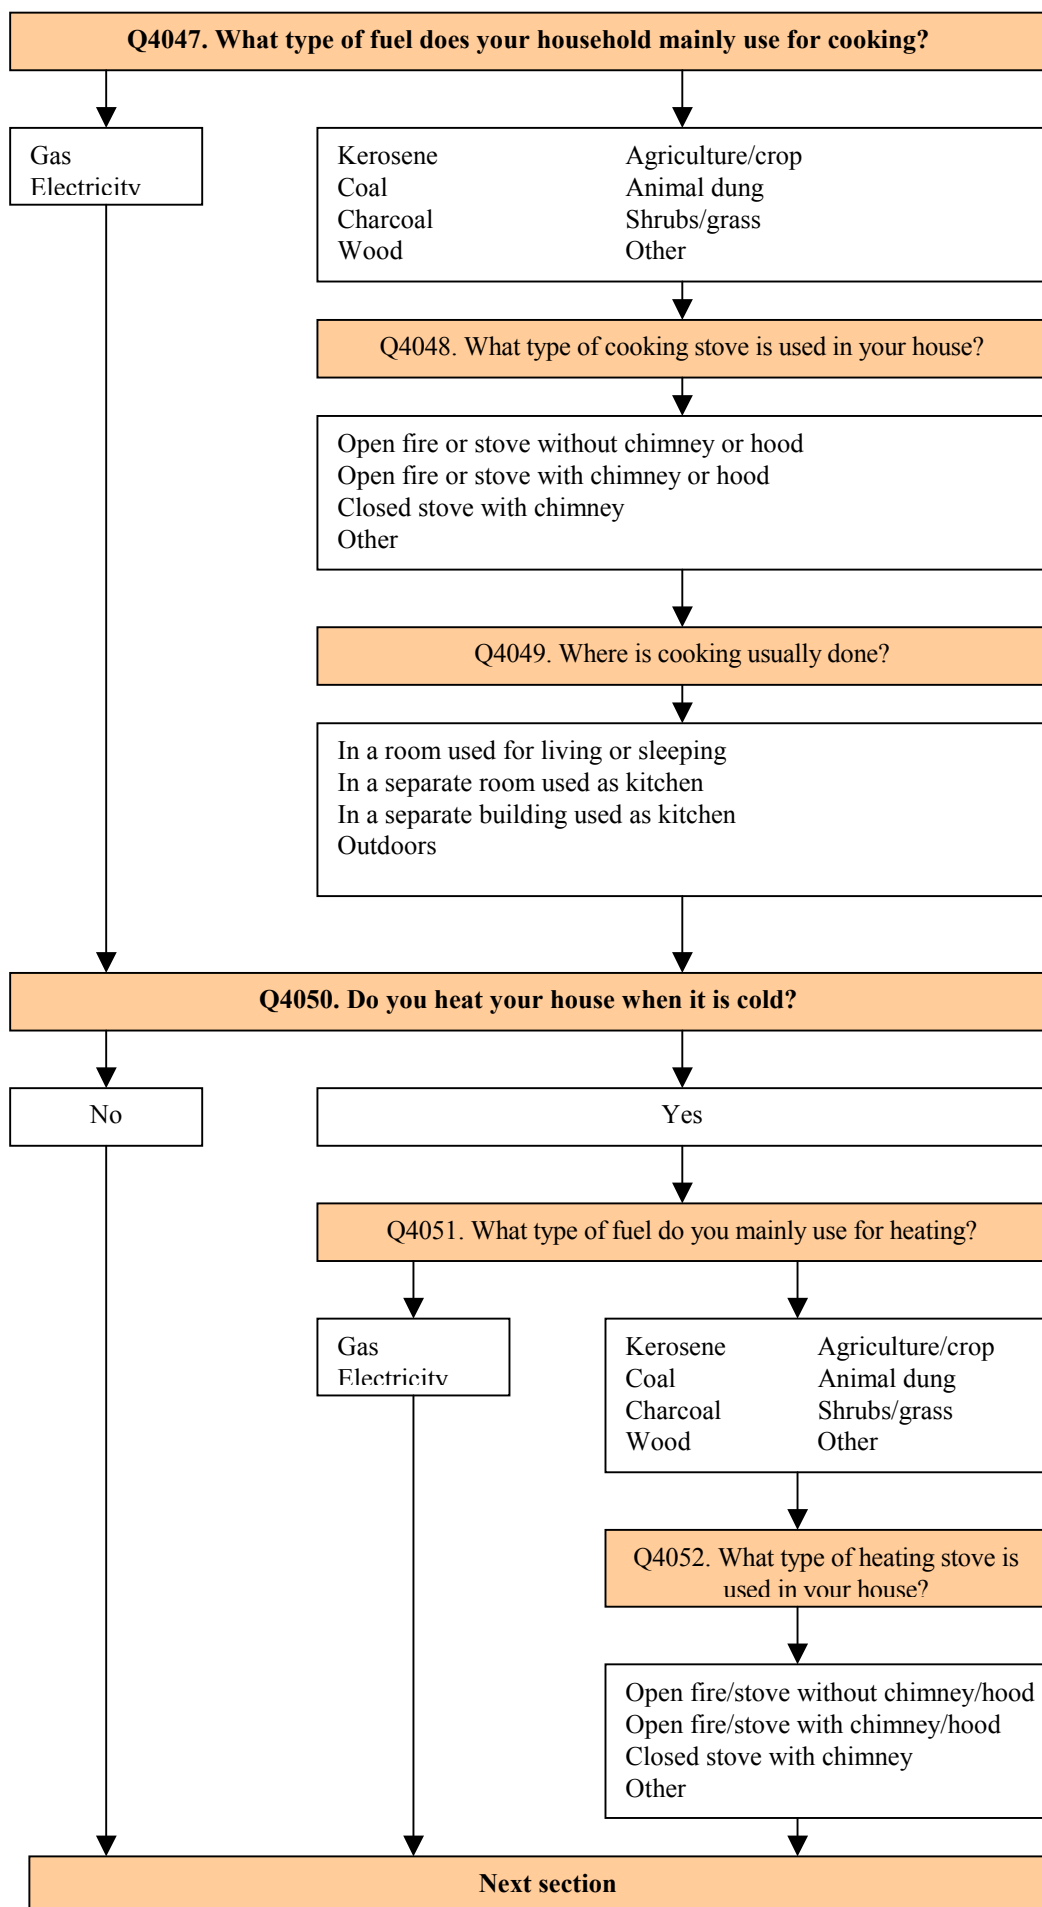 Q4047. What type of fuel does your household mainly use for cooking?
Gas
Electricity
Kerosene
Coal
Charcoal
Wood
Agriculture/crop
Animal dung
Shrubs/grass
Other
Q4048. What type of cooking stove is used in your house?
Open fire or stove without chimney or hood
Open fire or stove with chimney or hood
Closed stove with chimney
Other
Q4049. Where is cooking usually done?
In a room used for living or sleeping
In a separate room used as kitchen
In a separate building used as kitchen
Outdoors
Q4050. Do you heat your house when it is cold?
No
Yes
Q4051. What type of fuel do you mainly use for heating?
Gas
Electricity
Kerosene
Coal
Charcoal
Wood
Agriculture/crop
Animal dung
Shrubs/grass
Other
Q4052. What type of heating stove is
used in your house?
Open fire/stove without chimney/hood
Open fire/stove with chimney/hood
Closed stove with chimney
Other
Next section